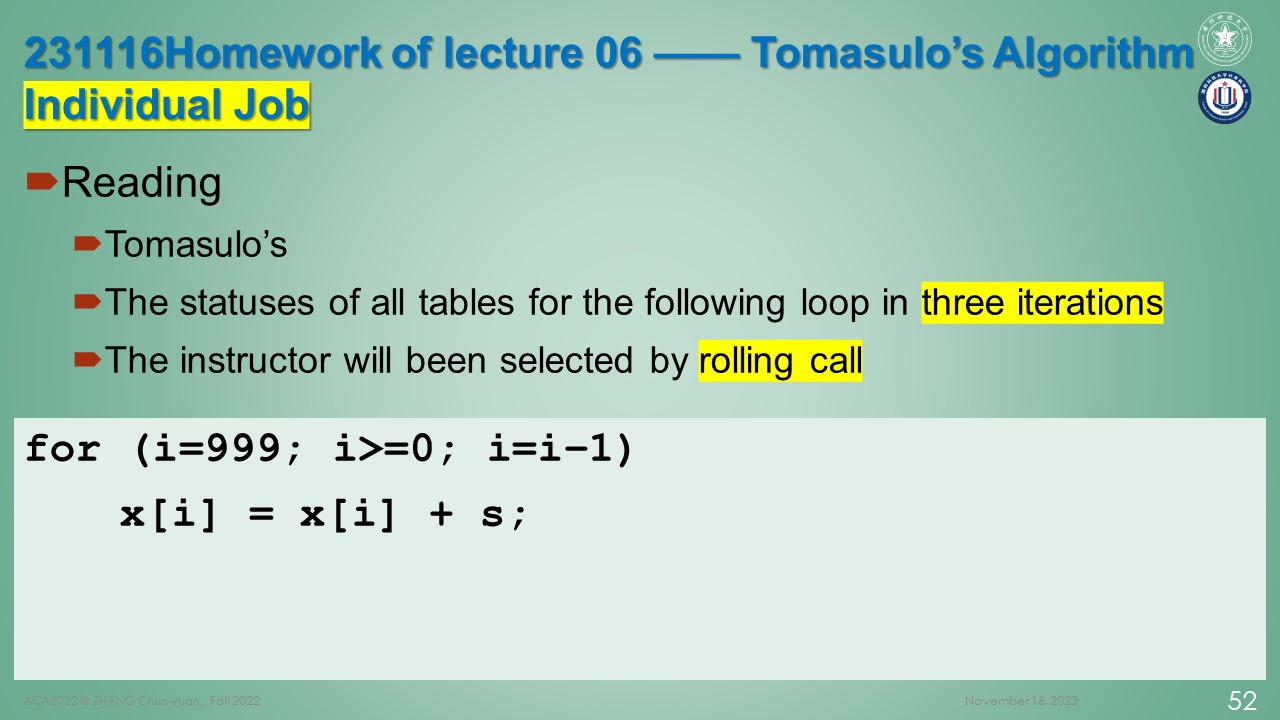 231116Homework of lecture 06 —— Tomasulo’s Algorithm
Individual Job
Reading
Tomasulo’s
The statuses of all tables for the following loop in three iterations
The instructor will been selected by rolling call
for (i=999; i>=0; i=i–1)
x[i] = x[i] + s;
ACA2022 © ZHANG Chun-yuan, Fall 2022
November 16, 2023
52